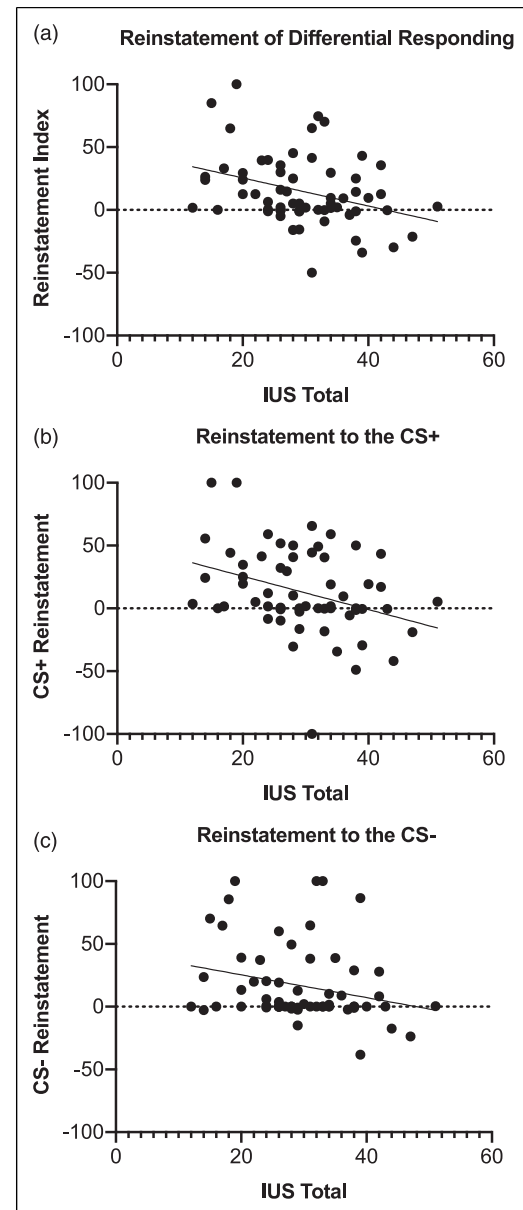 (a) Reinstatement of Differential Responding
Reinstatement Index
100
50
0
-50
-100
0 20 40 60
IUS Total
(b) Reinstatement to the CS+
CS+ Reinstatement
100
50
0
-50
-100
0 20 40 60
IUS Total
(c) Reinstatement to the CS-
CS- Reinstatement
100
50
0
-50
-100
0 20 40 60
IUS Total